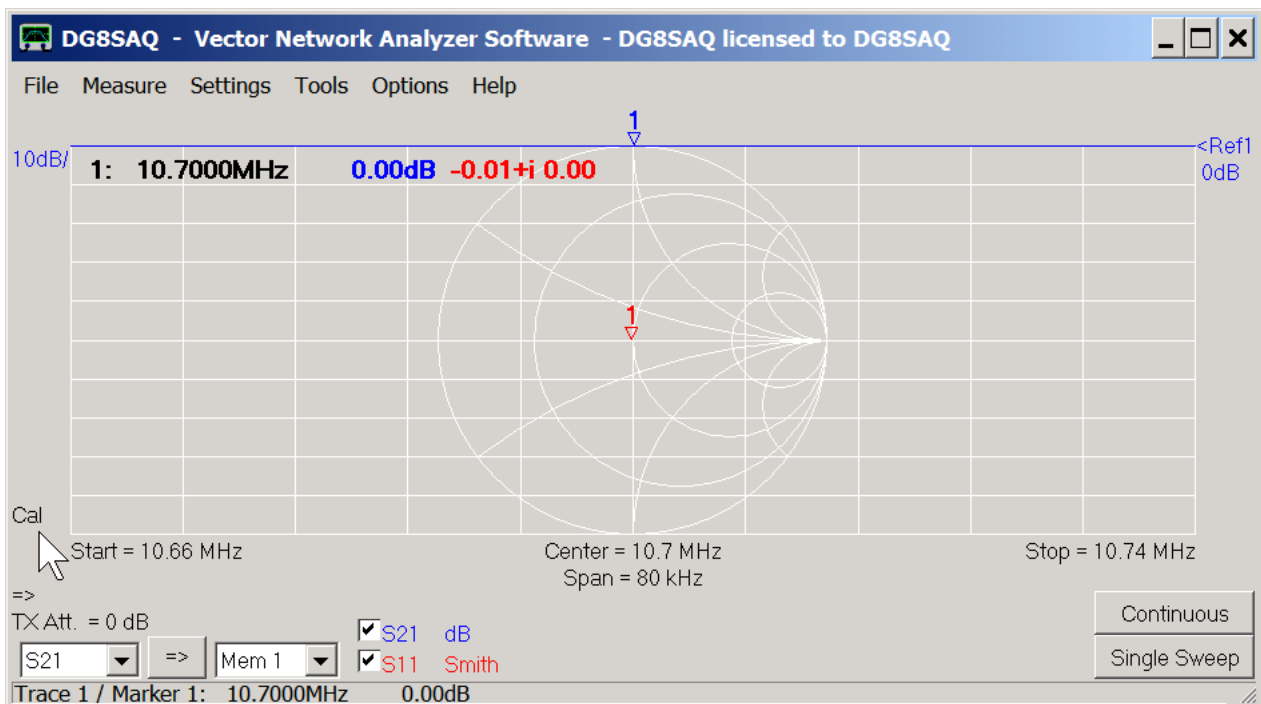 DG8SAQ - Vector Network Analyzer Software - DG8SAQ licensed to DG8SAQ
File Measure Settings Tools Options Help
1
10dB/
1: 10.7000MHz 0.00dB -0.01+i 0.00
<Ref1
0dB
1
Cal
Start = 10.66 MHz Center = 10.7 MHz Stop = 10.74 MHz
Span = 80 kHz
=>
TX Att. = 0 dB
Continuous
S21 dB
S21 => Mem 1
S11 Smith
Single Sweep
Trace 1 / Marker 1: 10.7000MHz 0.00dB